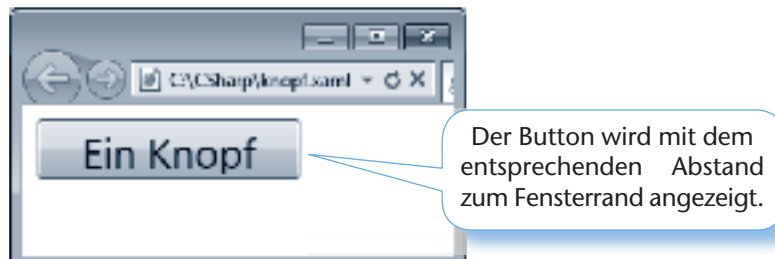 C:\CSharp\knopf.xaml
Ein Knopf
Der Button wird mit dem
entsprechenden Abstand
zum Fensterrand angezeigt.